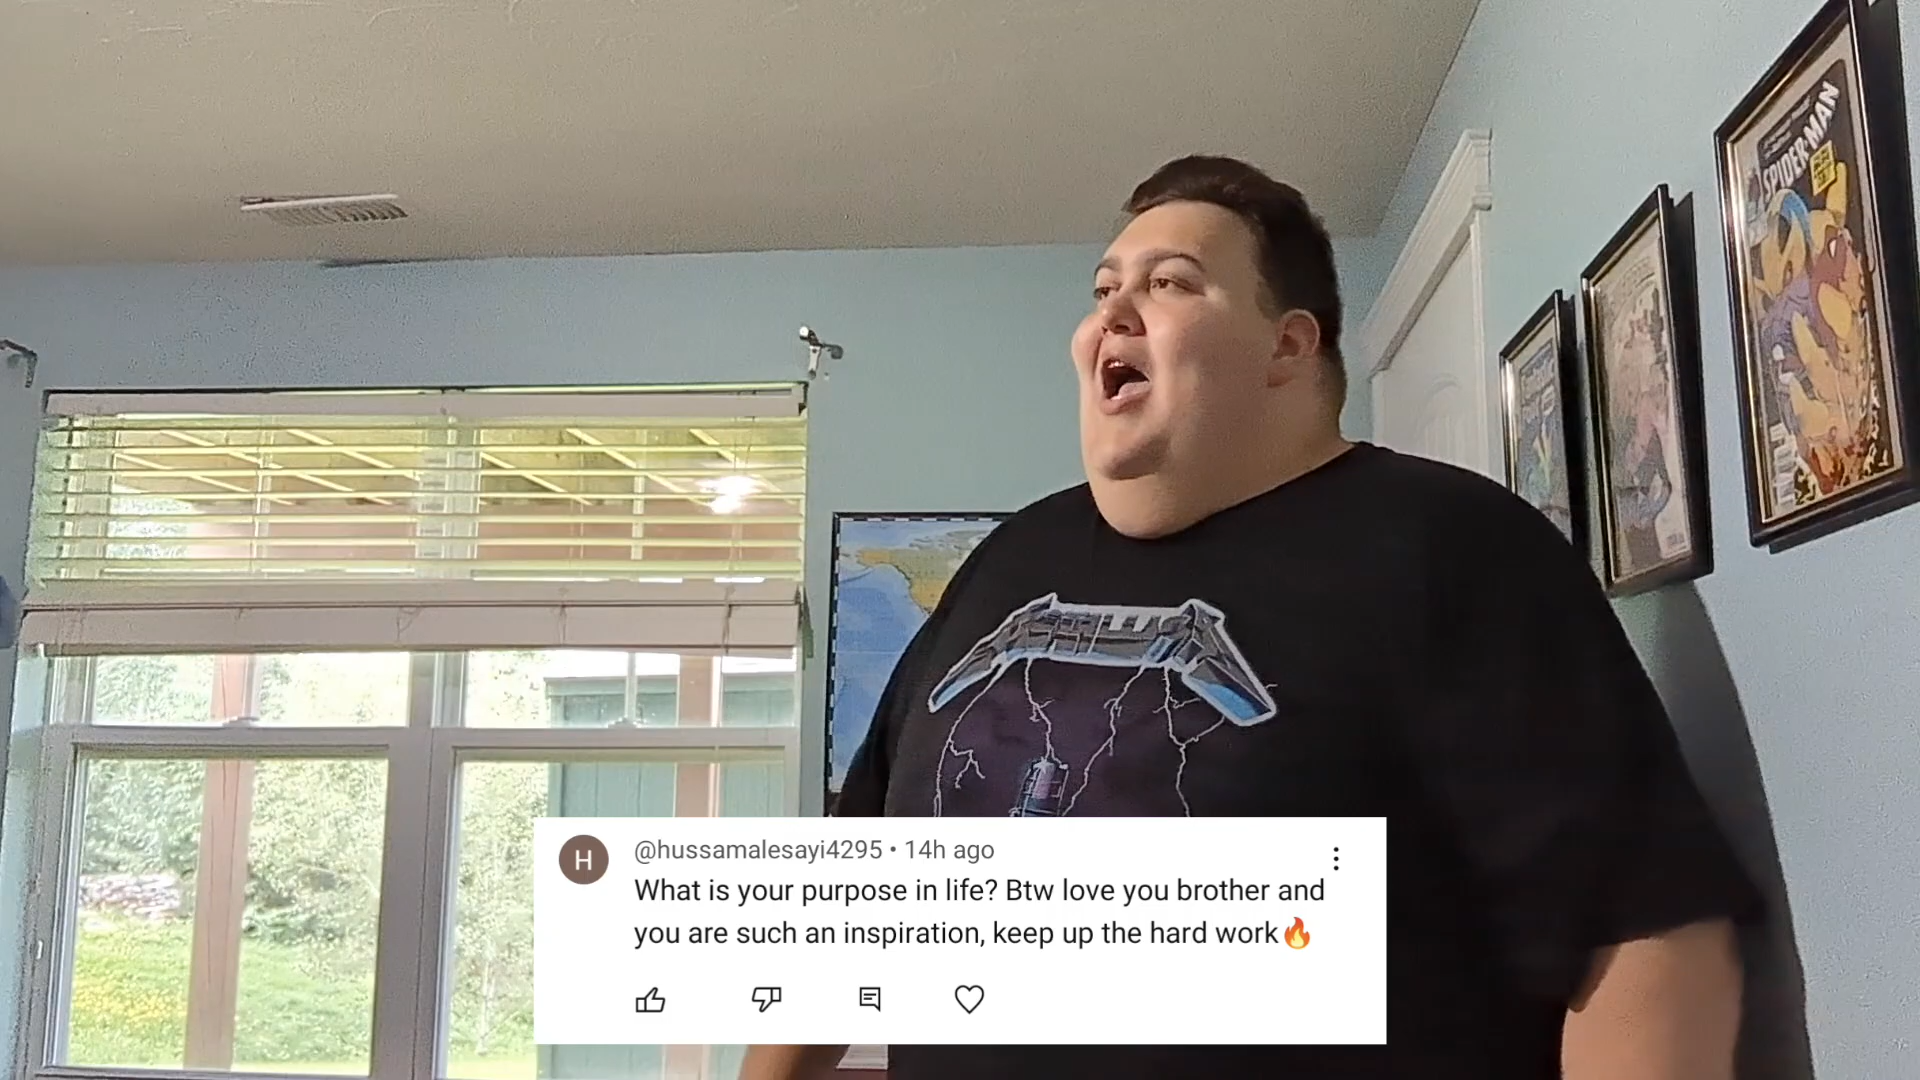 SPIDER-MAN
H
@hussamalesayi4295 • 14h ago
What is your purpose in life? Btw love you brother and
you are such an inspiration, keep up the hard work🔥